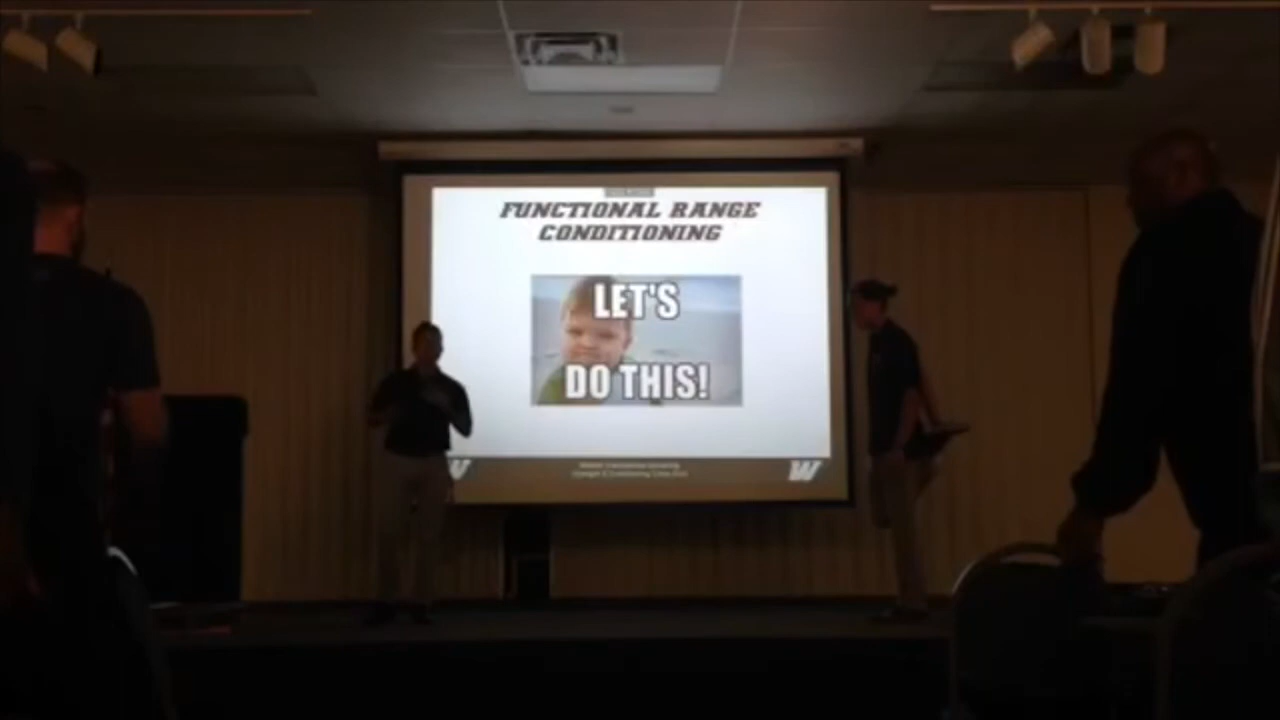 FUNCTIONAL RANGE
CONDITIONING
LET'S
DO THIS!
W